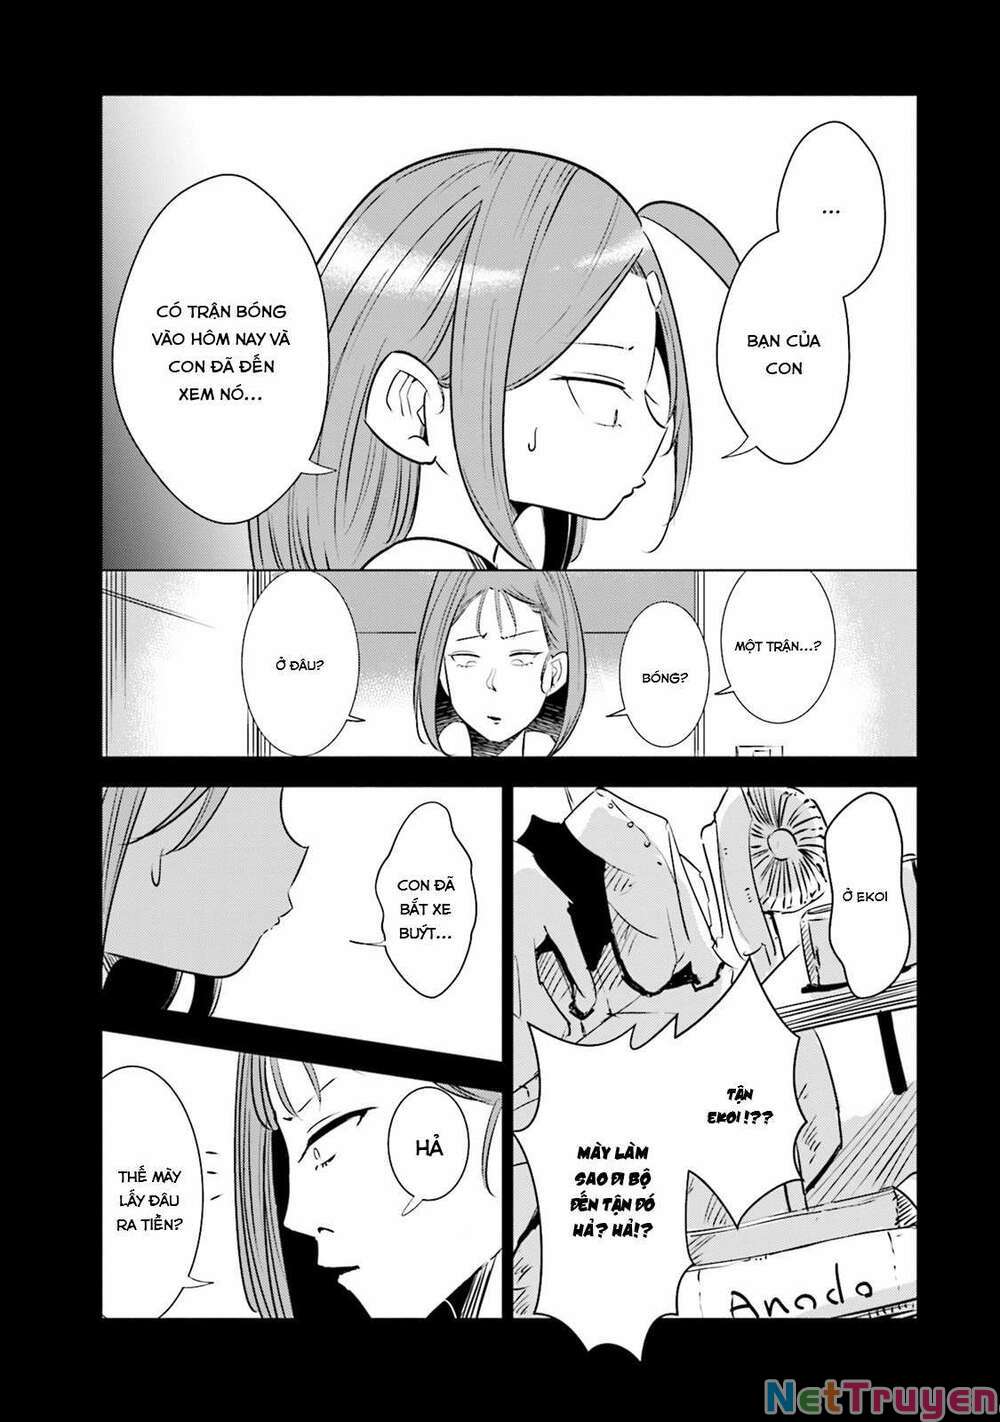 ...
BẠN CỦA
CON
CÓ TRẬN BÓNG
VÀO HÔM NAY VÀ
CON ĐÃ ĐẾN
XEM NÓ...
MỘT TRẬN...?
BÓNG?
Ở ĐÂU?
Ở EKOI
TẬN
EKOI!??
MÀY LÀM
SAO ĐI BỘ
ĐẾN TẬN ĐÓ
HẢ? HẢ!?
Anodo
CON ĐÃ
BẮT XE
BUÝT...
HẢ
THẾ MÀY
LẤY ĐÂU
RA TIỀN?
NetTruyen